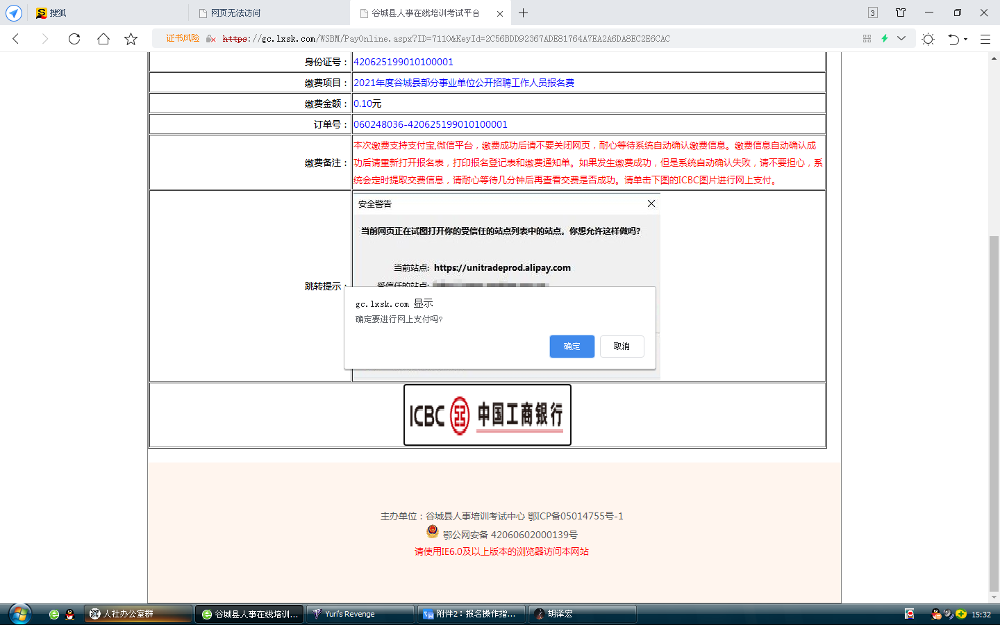 搜狐
网页无法访问
谷城县人事在线培训考试平台
3
证书风险 https://gc.lxsk.com/WSBM/PayOnline.aspx?ID=7110&KeyId=2C56BDD92367ADE81764A7EA2A6DA8EC2E6CAC
身份证号： 420625199010100001
缴费项目： 2021年度谷城县部分事业单位公开招聘工作人员报名费
缴费金额： 0.10元
订单号： 060248036-420625199010100001
本次缴费支持支付宝,微信平台，缴费成功后请不要关闭网页，耐心等待系统自动确认缴费信息。缴费信息自动确认成
缴费备注： 功后请重新打开报名表，打印报名登记表和缴费通知单。如果发生缴费成功，但是系统自动确认失败，请不要担心，系
统会定时提取交费信息，请耐心等待几分钟后再查看交费是否成功。请单击下图的ICBC图片进行网上支付。
安全警告
当前网页正在试图打开你的受信任的站点列表中的站点。你想允许这样做吗?
当前站点: https://unitradeprod.alipay.com
跳转提示： 受信任的站点:
gc.lxsk.com 显示
确定要进行网上支付吗?
确定 取消
ICBC 中国工商银行
主办单位：谷城县人事培训考试中心 鄂ICP备05014755号-1
鄂公网安备 42060602000139号
请使用IE6.0及以上版本的浏览器访问本网站
人社办公室群
谷城县人事在线培训...
Yuri's Revenge
附件2：报名操作指...
胡泽宏
15:32